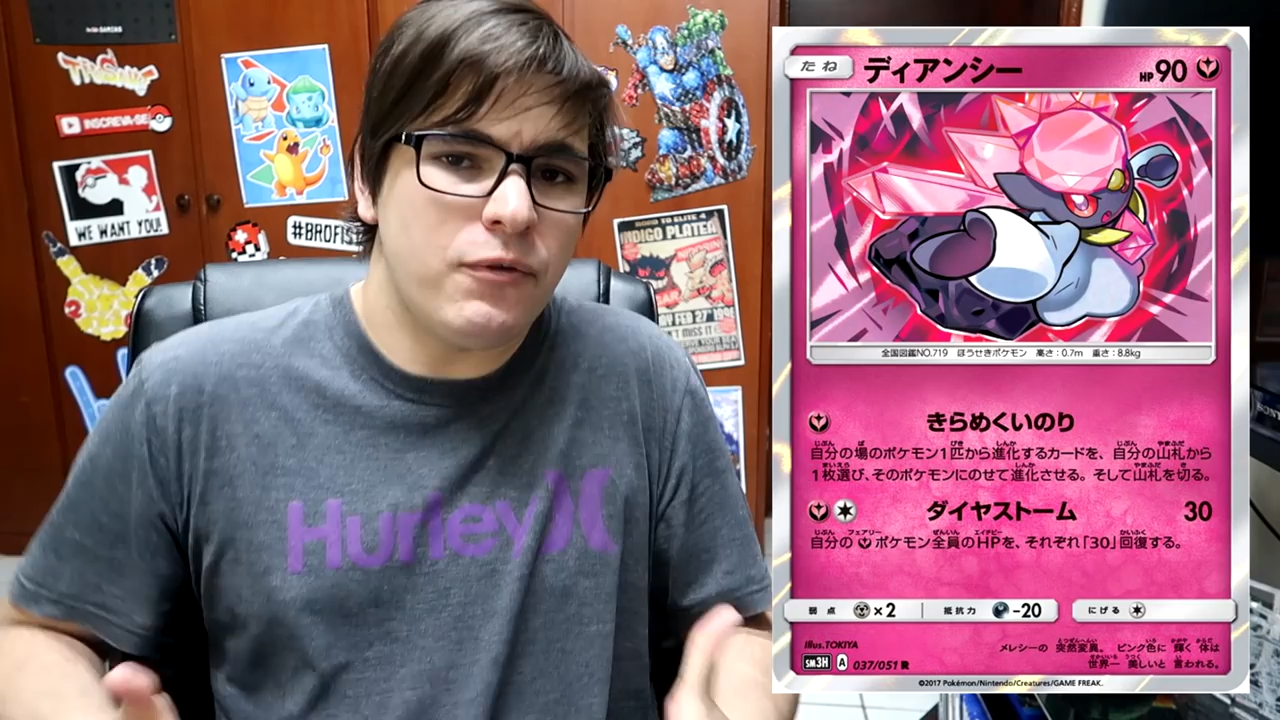 INSCREVA-SE
WE WANT YOU!
#BROFIS
ROAD TO ELITE 4
INDIGO PLATEA
Hurley
たね
ディアンシー
HP 90
全国図鑑NO.719 ほうせきポケモン 高さ:0.7m 重さ:8.8kg
きらめくいのり
自分の場のポケモン1匹から進化するカードを、自分の山札から
1枚選び、そのポケモンにのせて進化させる。そして山札を切る。
ダイヤストーム 30
自分のポケモン全員のHPを、それぞれ「30」回復する。
弱点 ×2 抵抗力 -20 にげる
illus.TOKIYA
メレシーの 突然変異。 ピンク色に 輝く 体は
SM3H A 037/051 R
世界一 美しいと 言われる。
©2017 Pokémon/Nintendo/Creatures/GAME FREAK.